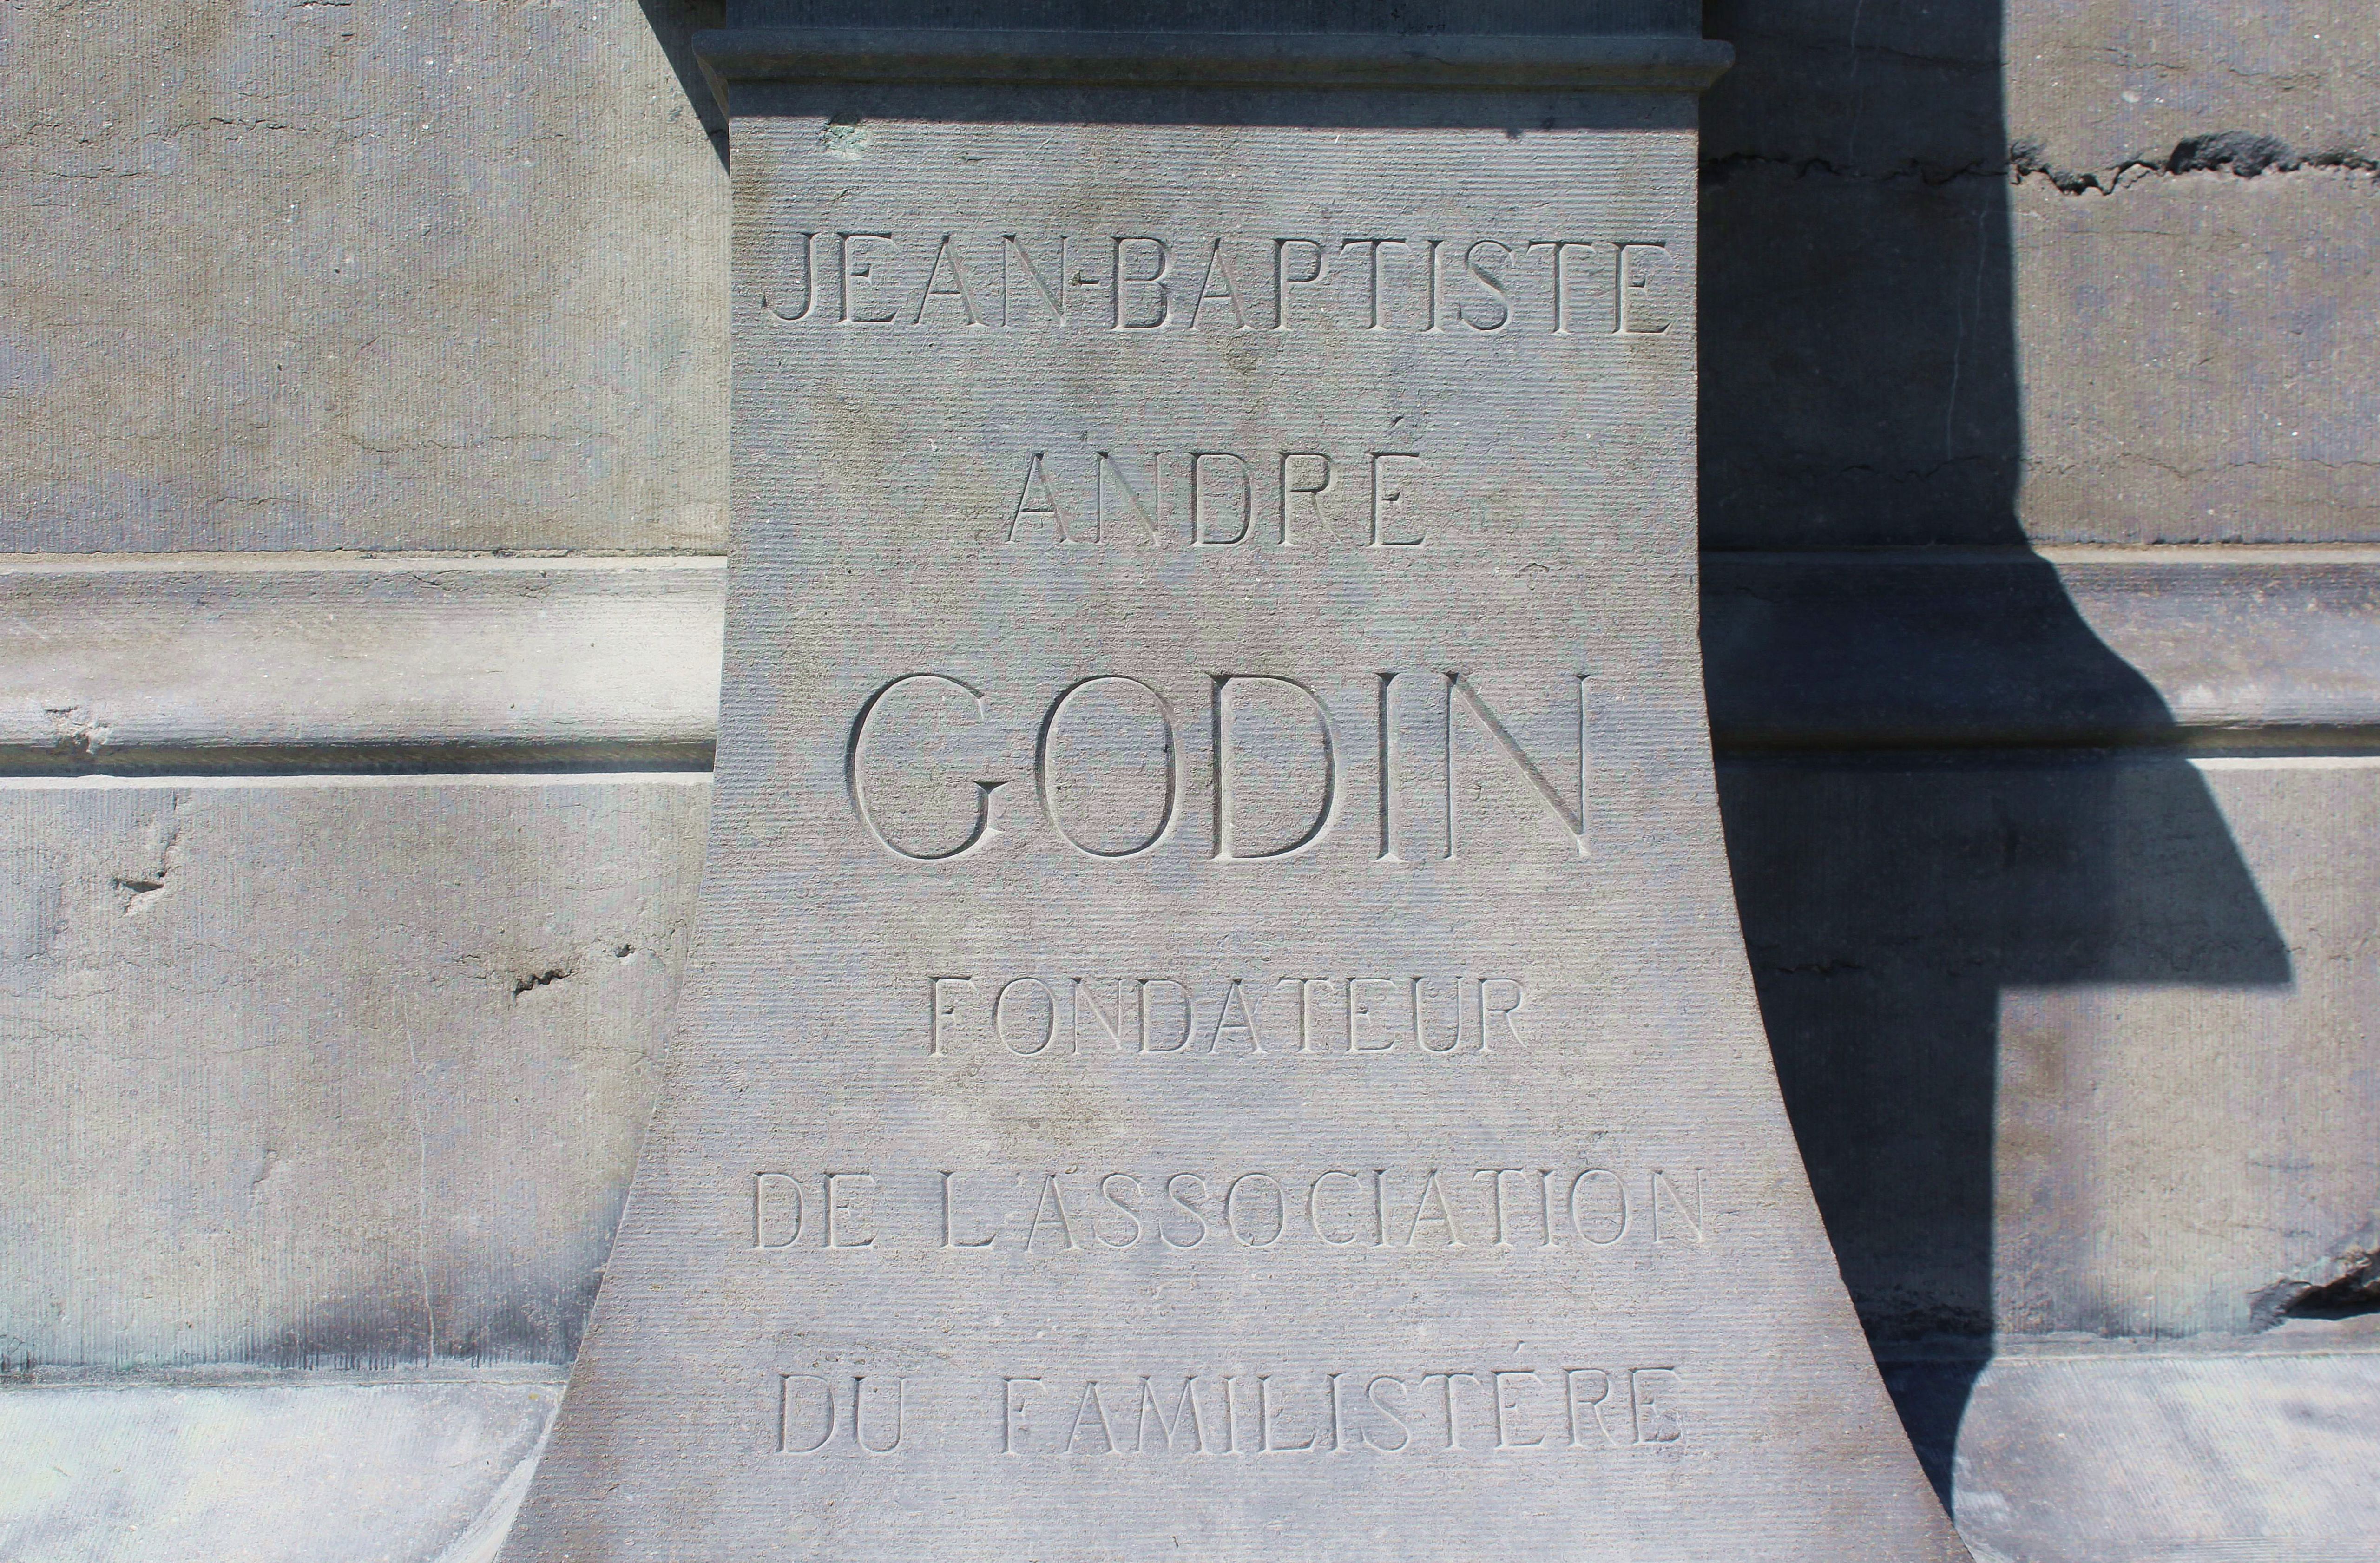 JEAN-BAPTISTE
ANDRÉ
GODIN
FONDATEUR
DE L'ASSOCIATION
DU FAMILISTÉRE